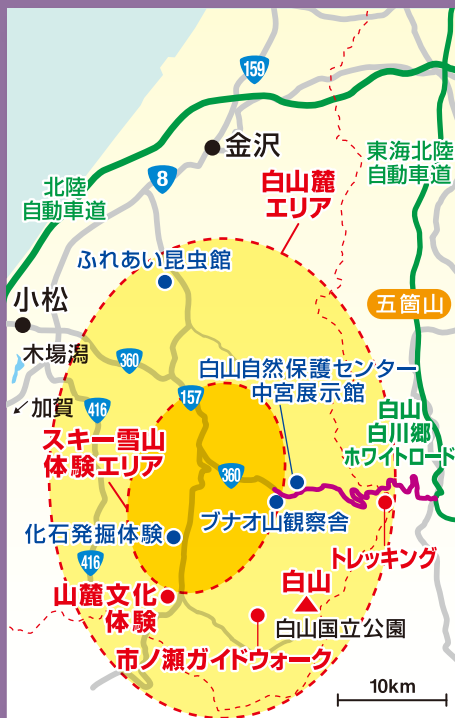 159
金沢
東海北陸
自動車道
8
白山麓
エリア
北陸
自動車道
ふれあい昆虫館
小松
五箇山
木場潟
360
白山自然保護センター
中宮展示館
157
416
加賀
スキー雪山
体験エリア
白山
白川郷
ホワイトロード
360
ブナオ山観察舎
化石発掘体験
トレッキング
416
山麓文化
体験
白山
白山国立公園
市ノ瀬ガイドウォーク
10km